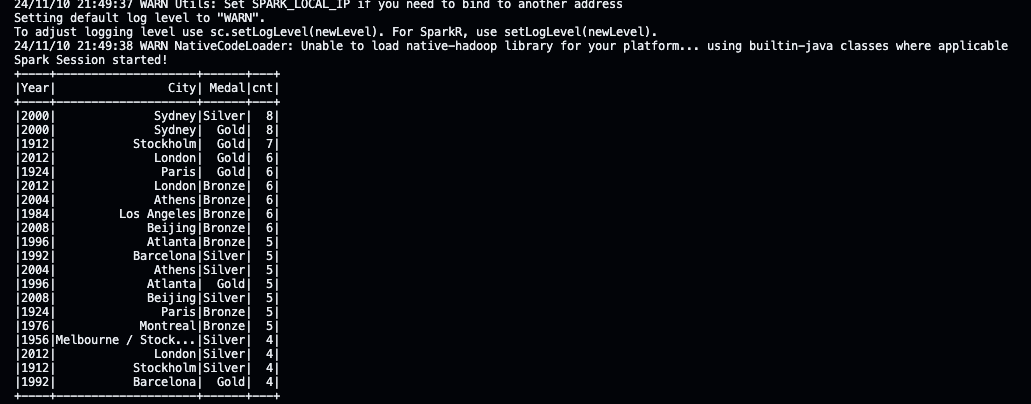 24/11/10 21:49:37 WARN Utils: Set SPARK_LOCAL_IP if you need to bind to another address
Setting default log level to "WARN".
To adjust logging level use sc.setLogLevel(newLevel). For SparkR, use setLogLevel(newLevel).
24/11/10 21:49:38 WARN NativeCodeLoader: Unable to load native-hadoop library for your platform... using builtin-java classes where applicable
Spark Session started!
+----+--------------------+------+---+
|Year|                City| Medal|cnt|
+----+--------------------+------+---+
|2000|              Sydney|Silver|  8|
|2000|              Sydney|  Gold|  8|
|1912|           Stockholm|  Gold|  7|
|2012|              London|  Gold|  6|
|1924|               Paris|  Gold|  6|
|2012|              London|Bronze|  6|
|2004|              Athens|Bronze|  6|
|1984|         Los Angeles|Bronze|  6|
|2008|             Beijing|Bronze|  6|
|1996|             Atlanta|Bronze|  5|
|1992|           Barcelona|Silver|  5|
|2004|              Athens|Silver|  5|
|1996|             Atlanta|  Gold|  5|
|2008|             Beijing|Silver|  5|
|1924|               Paris|Bronze|  5|
|1976|            Montreal|Bronze|  5|
|1956|Melbourne / Stock...|Silver|  4|
|2012|              London|Silver|  4|
|1912|           Stockholm|Silver|  4|
|1992|           Barcelona|  Gold|  4|
+----+--------------------+------+---+